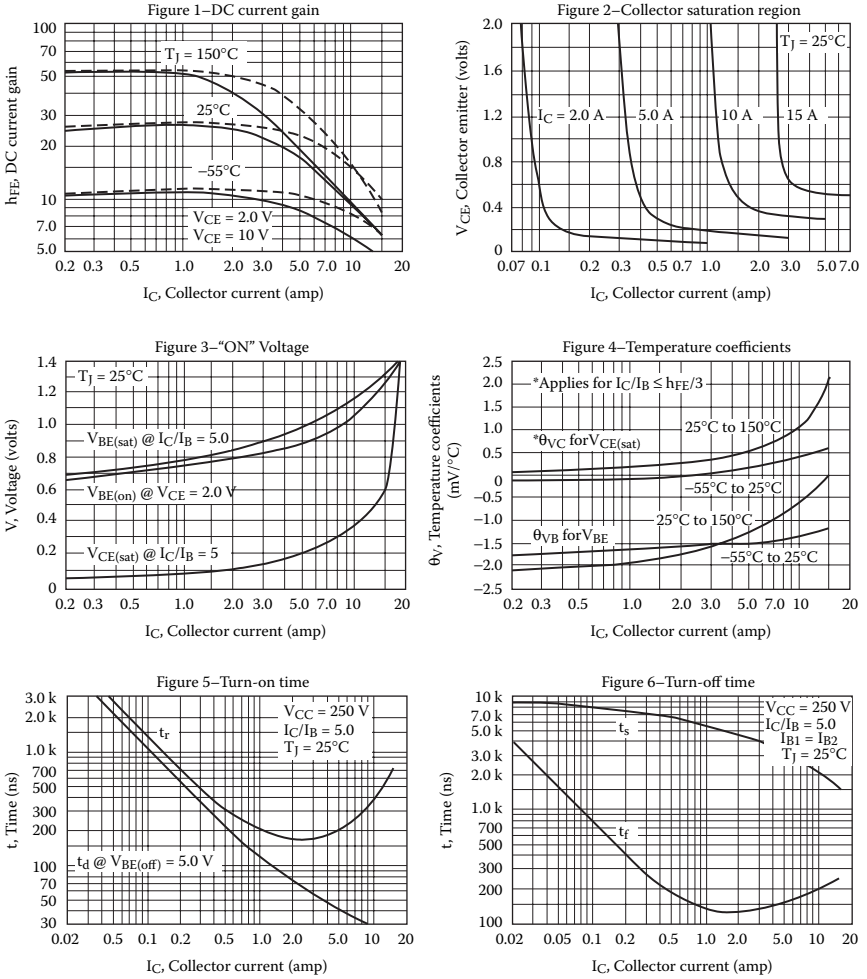 Figure 1–DC current gain
hFE, DC current gain
100
70
50
30
20
10
7.0
5.0
TJ = 150°C
25°C
−55°C
VCE = 2.0 V
VCE = 10 V
0.2 0.3 0.5 1.0 2.0 3.0 5.0 7.0 10 20
IC, Collector current (amp)
Figure 2–Collector saturation region
VCE, Collector emitter (volts)
2.0
1.6
1.2
0.8
0.4
0
TJ = 25°C
IC = 2.0 A 5.0 A 10 A 15 A
0.07 0.1 0.2 0.3 0.5 0.7 1.0 2.0 3.0 5.0 7.0
IC, Collector current (amp)
Figure 3–“ON” Voltage
V, Voltage (volts)
1.4
1.2
1.0
0.8
0.6
0.4
0.2
0
TJ = 25°C
VBE(sat) @ IC/IB = 5.0
VBE(on) @ VCE = 2.0 V
VCE(sat) @ IC/IB = 5
0.2 0.3 0.5 1.0 2.0 3.0 5.0 7.0 10 20
IC, Collector current (amp)
Figure 4–Temperature coefficients
θV, Temperature coefficients
(mV/°C)
2.5
2.0
1.5
1.0
0.5
0
−0.5
−1.0
−1.5
−2.0
−2.5
*Applies for IC/IB ≤ hFE/3
25°C to 150°C
*θVC for VCE(sat)
−55°C to 25°C
25°C to 150°C
θVB for VBE
−55°C to 25°C
0.2 0.3 0.5 1.0 2.0 3.0 5.0 7.0 10 20
IC, Collector current (amp)
Figure 5–Turn-on time
t, Time (ns)
3.0 k
2.0 k
1.0 k
700
500
300
200
100
70
50
30
VCC = 250 V
IC/IB = 5.0
TJ = 25°C
tr
td @ VBE(off) = 5.0 V
0.02 0.5 0.1 0.2 0.5 1.0 2.0 5.0 10 20
IC, Collector current (amp)
Figure 6–Turn-off time
t, Time (ns)
10 k
7.0 k
5.0 k
3.0 k
2.0 k
1.0 k
700
500
300
200
100
VCC = 250 V
IC/IB = 5.0
IB1 = IB2
TJ = 25°C
ts
tf
0.02 0.05 0.1 0.2 0.5 1.0 2.0 5.0 10 20
IC, Collector current (amp)